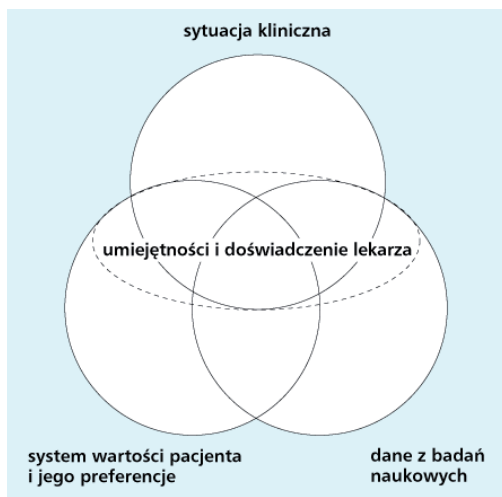 sytuacja kliniczna
umiejętności i doświadczenie lekarza
system wartości pacjenta
i jego preferencje
dane z badań
naukowych